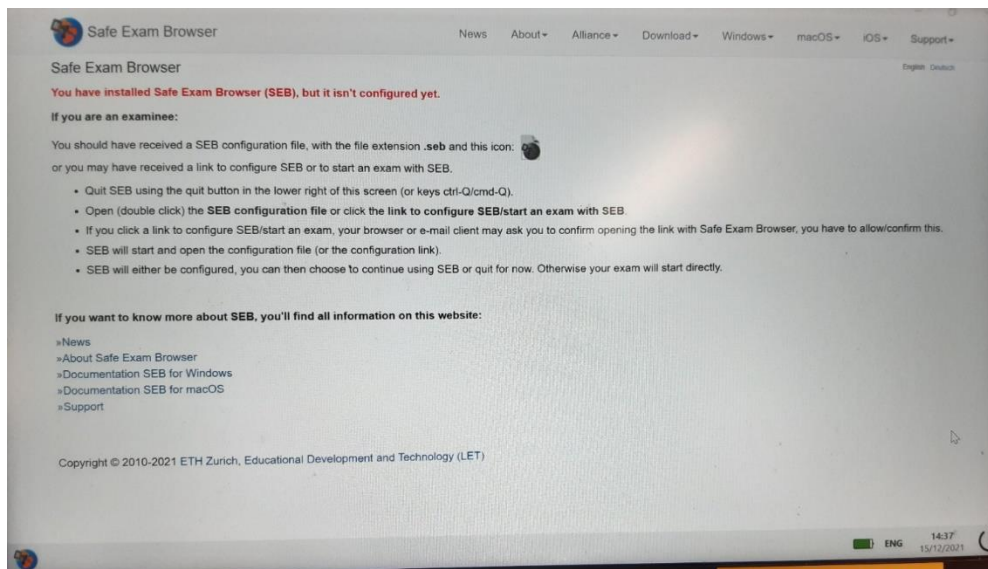 Safe Exam Browser
News About Alliance Download Windows macOS iOS Support
Safe Exam Browser
English Deutsch
You have installed Safe Exam Browser (SEB), but it isn't configured yet.
If you are an examinee:
You should have received a SEB configuration file, with the file extension .seb and this icon:
or you may have received a link to configure SEB or to start an exam with SEB.
• Quit SEB using the quit button in the lower right of this screen (or keys ctrl-Q/cmd-Q).
• Open (double click) the SEB configuration file or click the link to configure SEB/start an exam with SEB.
• If you click a link to configure SEB/start an exam, your browser or e-mail client may ask you to confirm opening the link with Safe Exam Browser, you have to allow/confirm this.
• SEB will start and open the configuration file (or the configuration link).
• SEB will either be configured, you can then choose to continue using SEB or quit for now. Otherwise your exam will start directly.
If you want to know more about SEB, you'll find all information on this website:
»News
»About Safe Exam Browser
»Documentation SEB for Windows
»Documentation SEB for macOS
»Support
Copyright © 2010-2021 ETH Zurich, Educational Development and Technology (LET)
ENG
14:37
15/12/2021